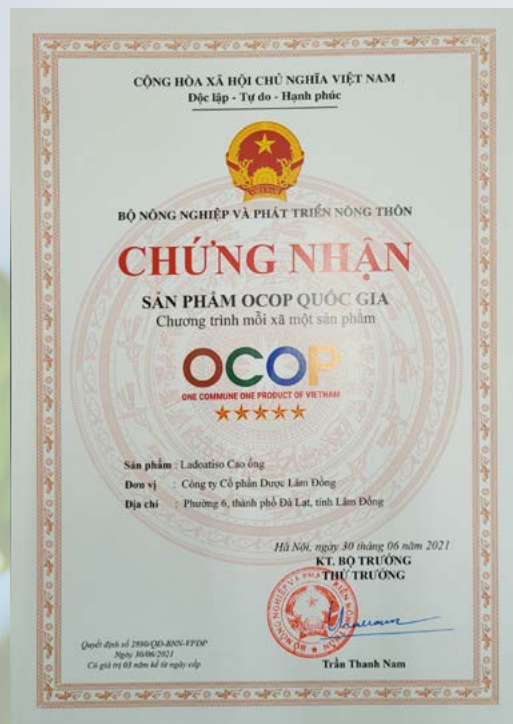 CỘNG HÒA XÃ HỘI CHỦ NGHĨA VIỆT NAM
Độc lập - Tự do - Hạnh phúc
BỘ NÔNG NGHIỆP VÀ PHÁT TRIỂN NÔNG THÔN
CHỨNG NHẬN
SẢN PHẨM OCOP QUỐC GIA
Chương trình mỗi xã một sản phẩm
OCOP
ONE COMMUNE ONE PRODUCT OF VIETNAM
Sản phẩm : Ladoatiso Cao ống
Đơn vị : Công ty Cổ phần Dược Lâm Đồng
Địa chỉ : Phường 6, thành phố Đà Lạt, tỉnh Lâm Đồng
Hà Nội, ngày 30 tháng 06 năm 2021
KT. BỘ TRƯỞNG
THỨ TRƯỞNG
Quyết định số 2890/QĐ-BNN-VPĐP
Ngày 30/06/2021
Có giá trị 03 năm kể từ ngày cấp
Trần Thanh Nam